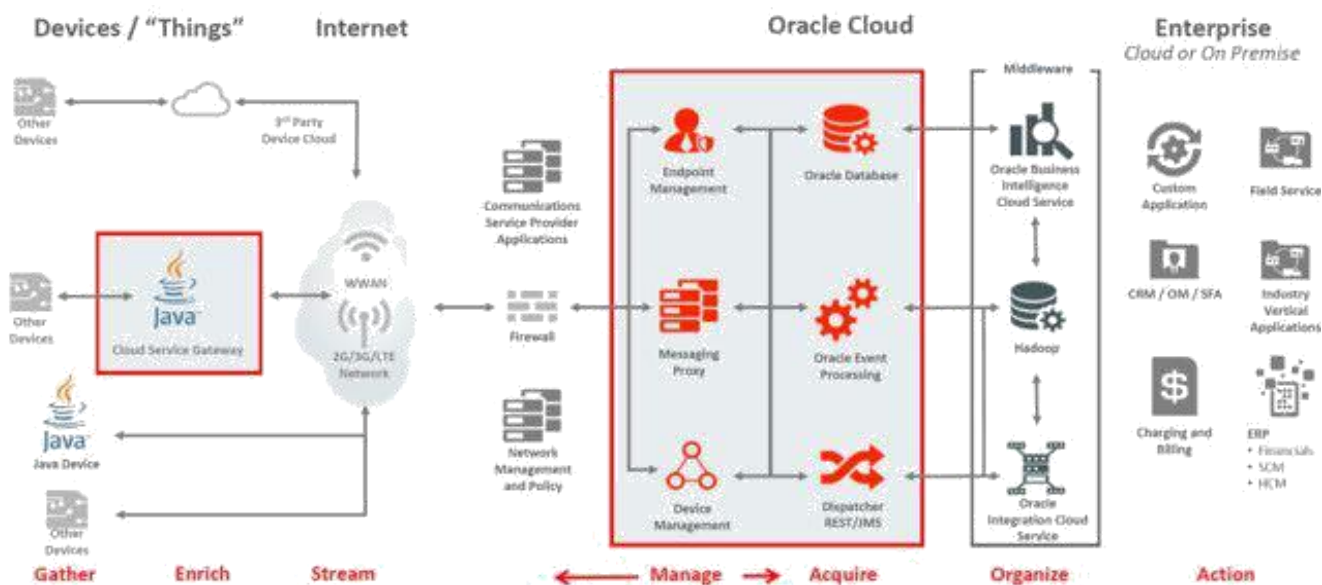 Devices / “Things”
Internet
Oracle Cloud
Enterprise
Cloud or On Premise
Other
Devices
3rd Party
Device Cloud
Communications
Service Provider
Applications
Endpoint
Management
Oracle Database
Middleware
Oracle Business
Intelligence
Cloud Service
Custom
Application
Field Service
Other
Devices
Java
Cloud Service Gateway
WWAN
2G/3G/LTE
Network
Firewall
Messaging
Proxy
Oracle Event
Processing
Hadoop
CRM / OM / SFA
Industry
Vertical
Applications
Java
Java Device
Other
Devices
Network
Management
and Policy
Device
Management
Dispatcher
REST/JMS
Oracle
Integration Cloud
Service
Charging and
Billing
ERP
• Financials
• SCM
• HCM
Gather
Enrich
Stream
Manage
Acquire
Organize
Action